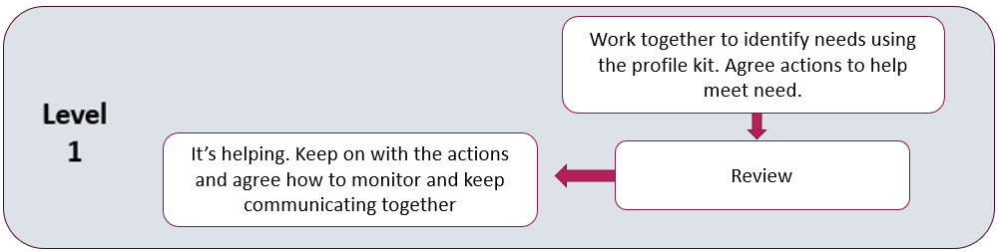 Level
1
Work together to identify needs using
the profile kit. Agree actions to help
meet need.
Review
It's helping. Keep on with the actions
and agree how to monitor and keep
communicating together